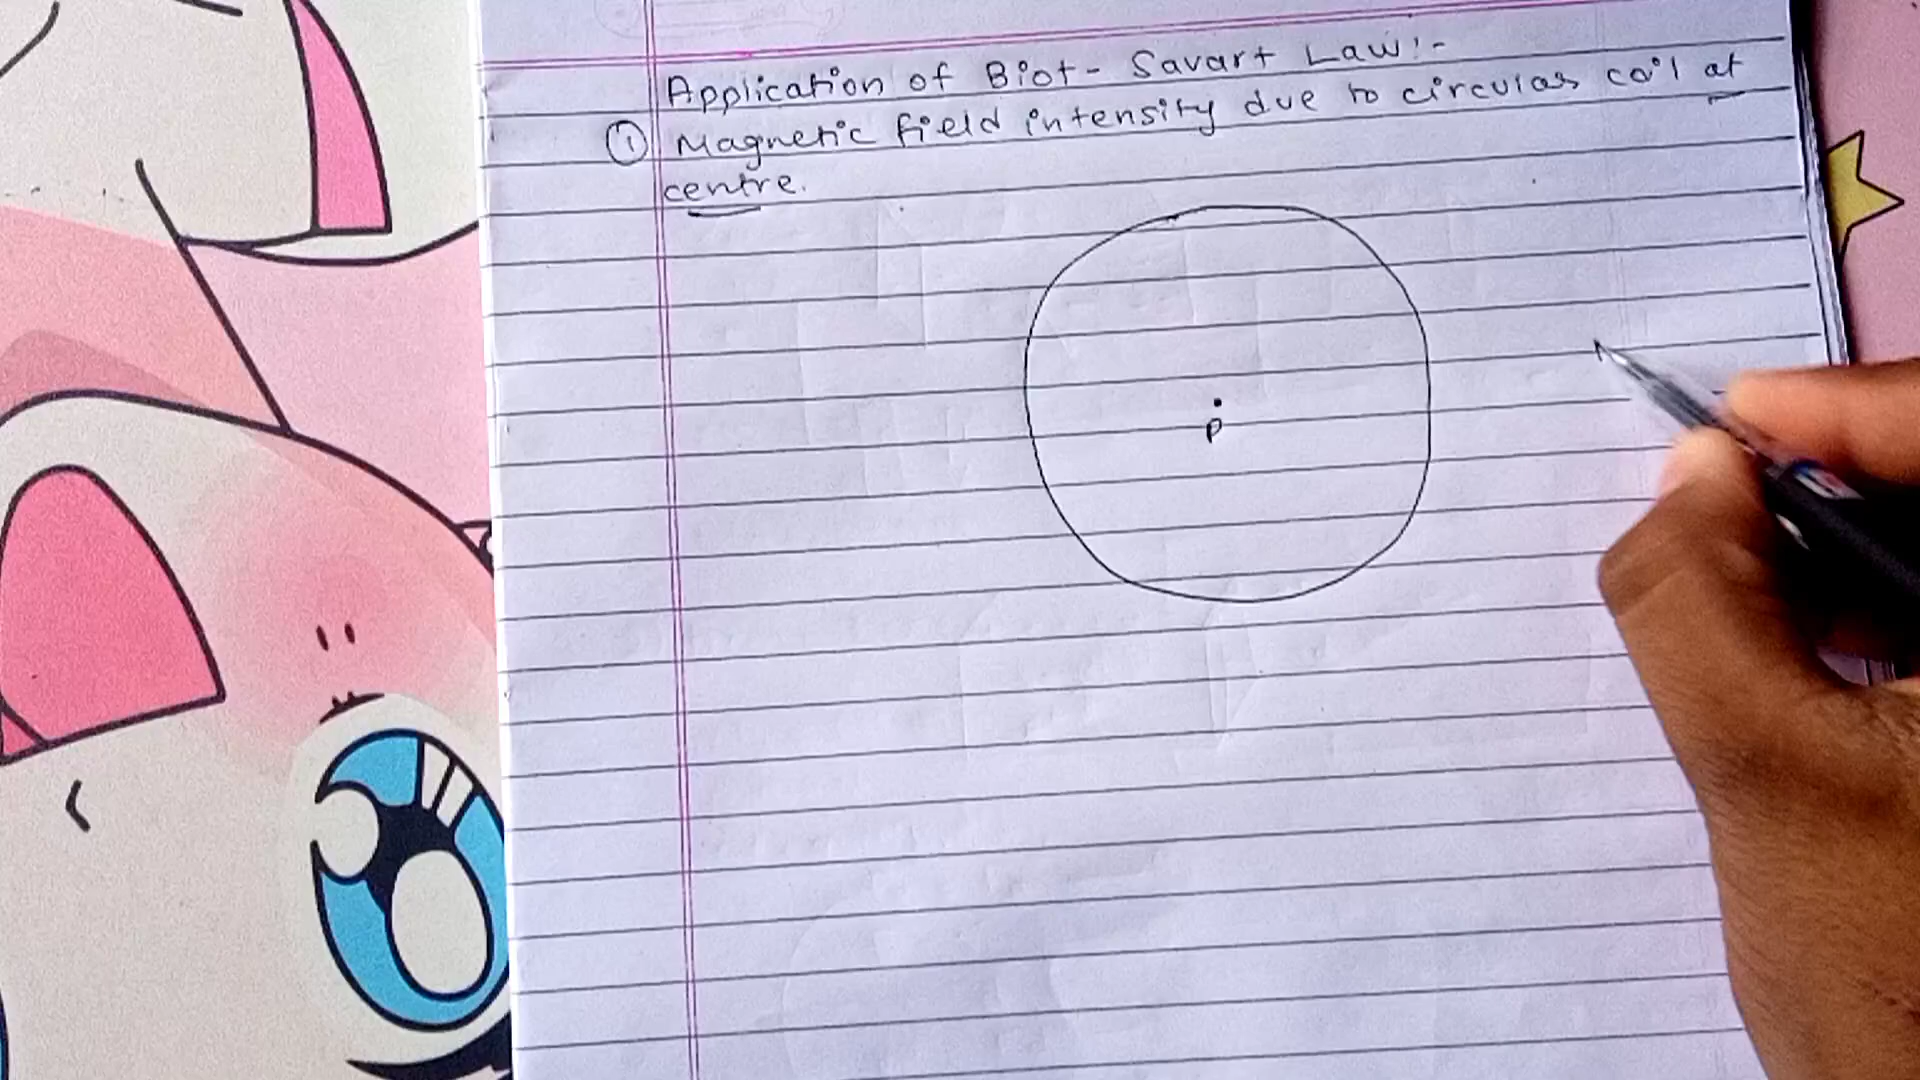 Application of Biot - Savart Law:-
① Magnetic field intensity due to circular coil at
centre.
P